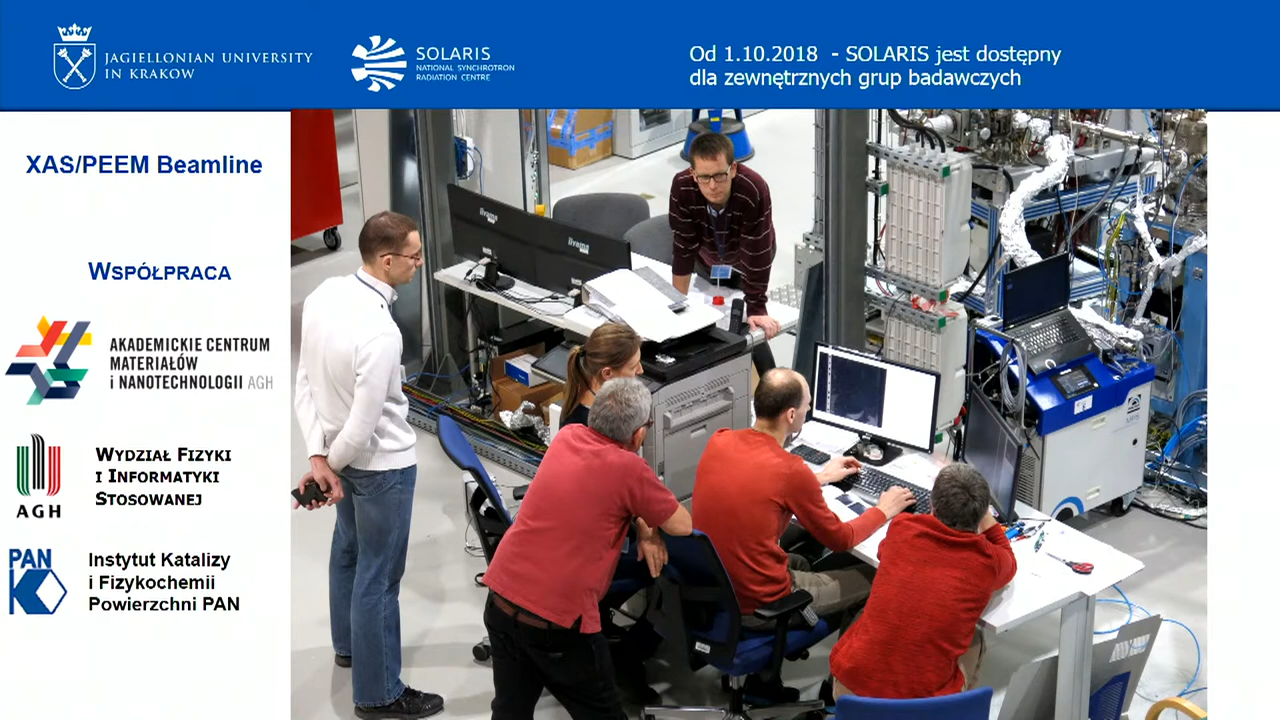 JAGIELLONIAN UNIVERSITY
IN KRAKOW
SOLARIS
NATIONAL SYNCHROTRON
RADIATION CENTRE
Od 1.10.2018 - SOLARIS jest dostępny
dla zewnętrznych grup badawczych
XAS/PEEM Beamline
WSPÓŁPRACA
AKADEMICKIE CENTRUM
MATERIAŁÓW
i NANOTECHNOLOGII AGH
AGH
WYDZIAŁ FIZYKI
I INFORMATYKI
STOSOWANEJ
PAN
Instytut Katalizy
i Fizykochemii
Powierzchni PAN
iiyama
iiyama